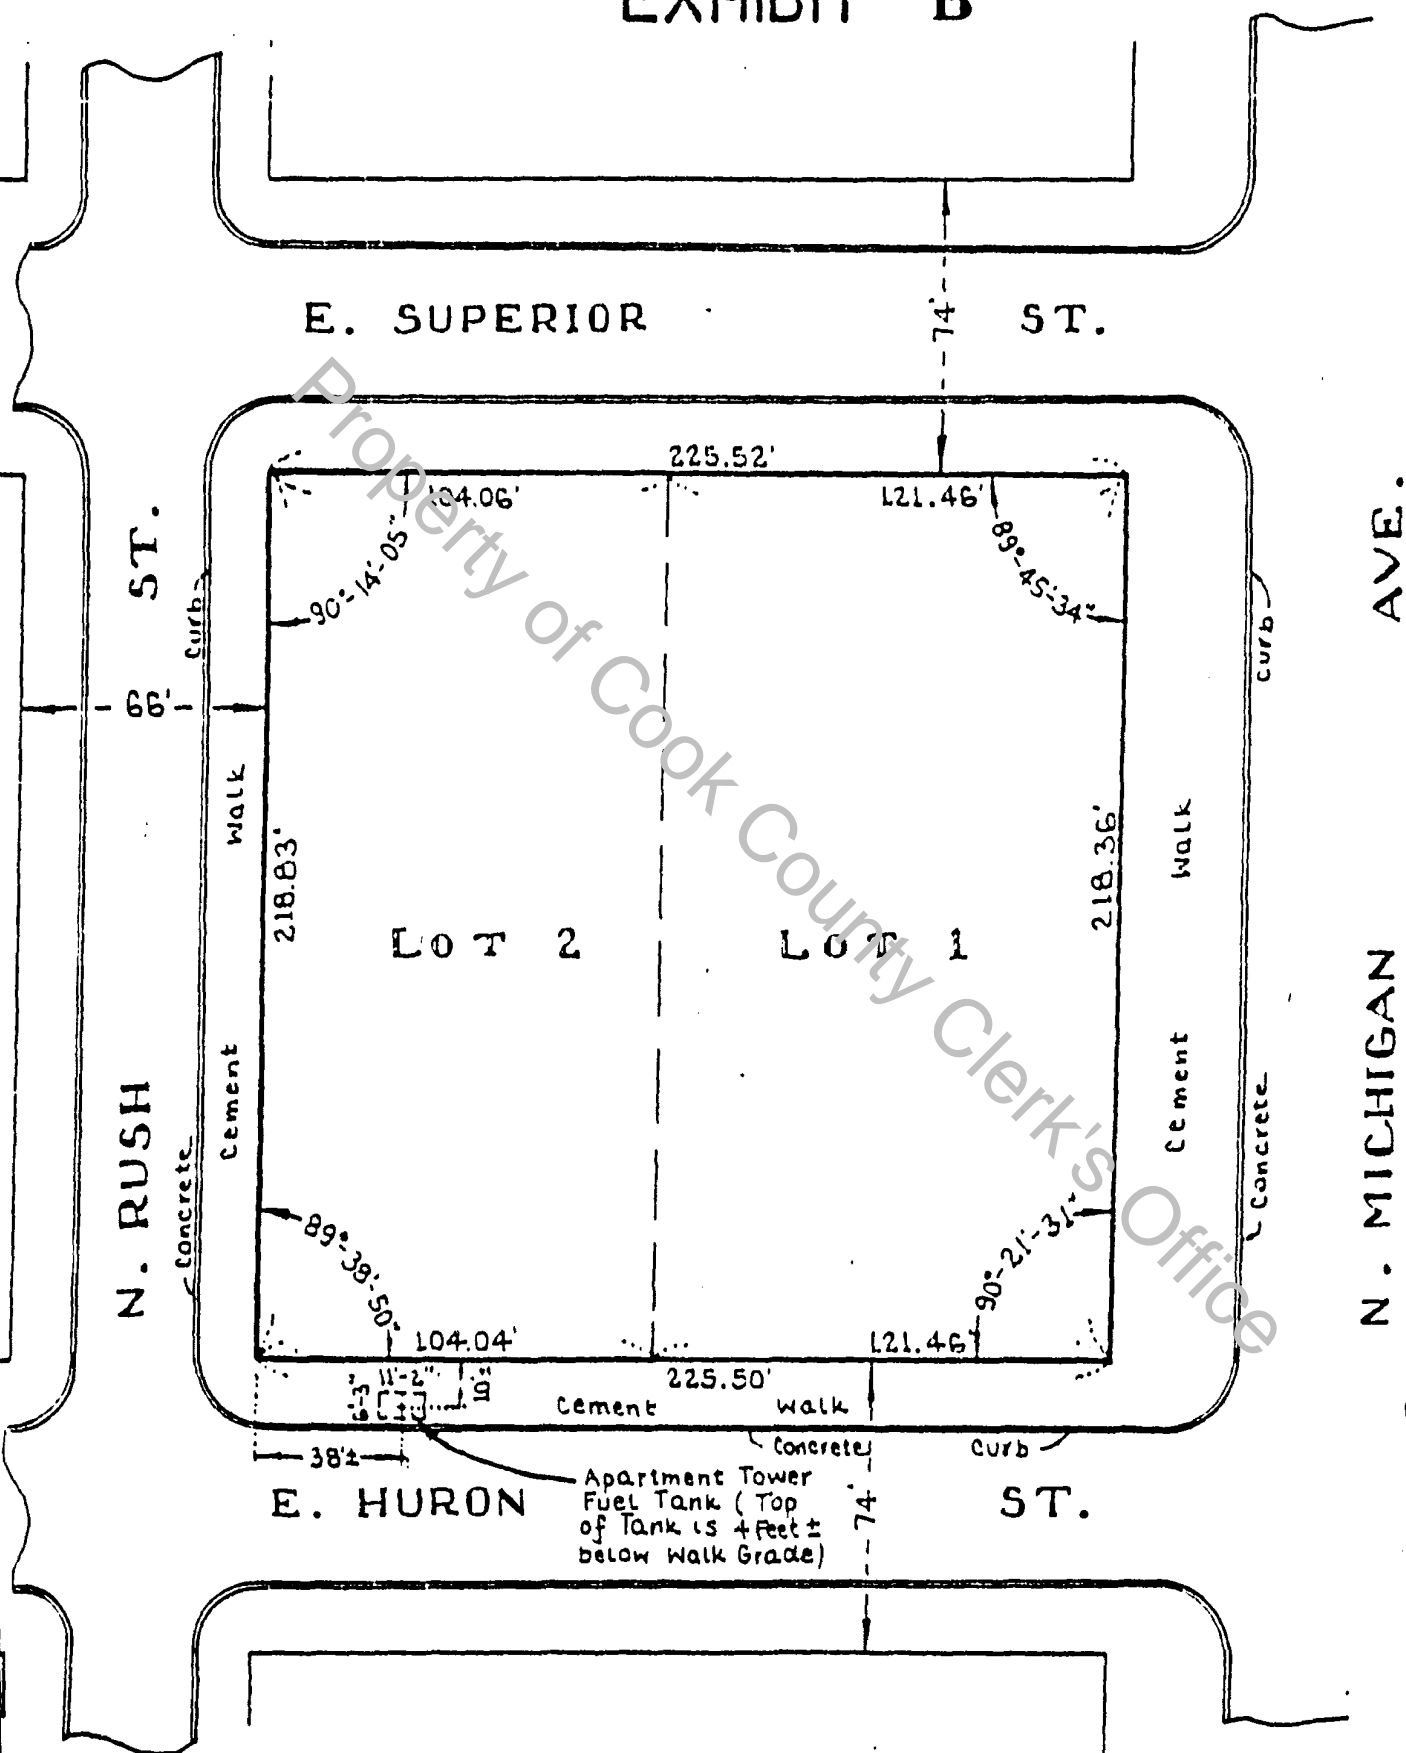 EXHIBIT B
E. SUPERIOR ST.
74'
225.52'
104.06'
121.46'
90°-14'-05"
89°-45'-34"
N. RUSH ST.
Curb
Concrete
66'
Cement Walk
218.83'
LOT 2
LOT 1
218.36'
Cement Walk
Curb
Concrete
N. MICHIGAN AVE.
89°-38'-50"
90°-21'-31"
104.04'
121.46'
225.50'
11'-2"
6'-3"
10"
Cement Walk
Concrete Curb
38'±
E. HURON ST.
74'
Apartment Tower
Fuel Tank (Top
of Tank is 4 feet ±
below Walk Grade)
Property of Cook County Clerk's Office